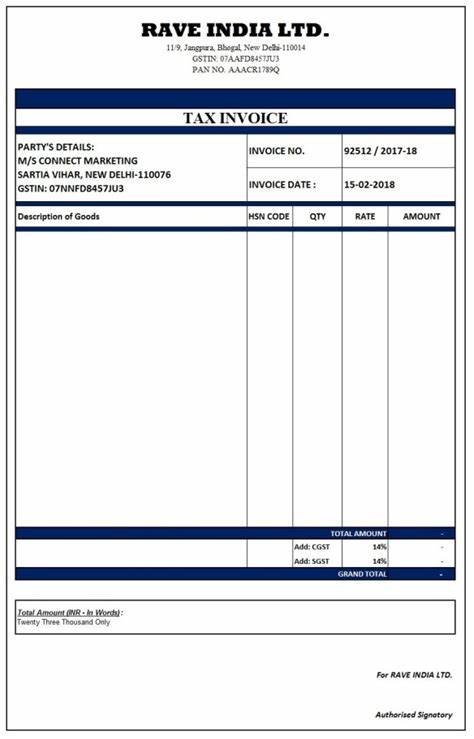 RAVE INDIA LTD.
11/9, Jangpura, Bhogal, New Delhi-110014
GSTIN: 07AAFD8457JU3
PAN NO. AAACR1789Q
TAX INVOICE
PARTY'S DETAILS:
M/S CONNECT MARKETING
SARTIA VIHAR, NEW DELHI-110076
GSTIN: 07NNFD8457JU3
INVOICE NO. 92512 / 2017-18
INVOICE DATE : 15-02-2018
Description of Goods HSN CODE QTY RATE AMOUNT
TOTAL AMOUNT -
Add: CGST 14% -
Add: SGST 14% -
GRAND TOTAL -
Total Amount (INR - In Words) :
Twenty Three Thousand Only
For RAVE INDIA LTD.
Authorised Signatory